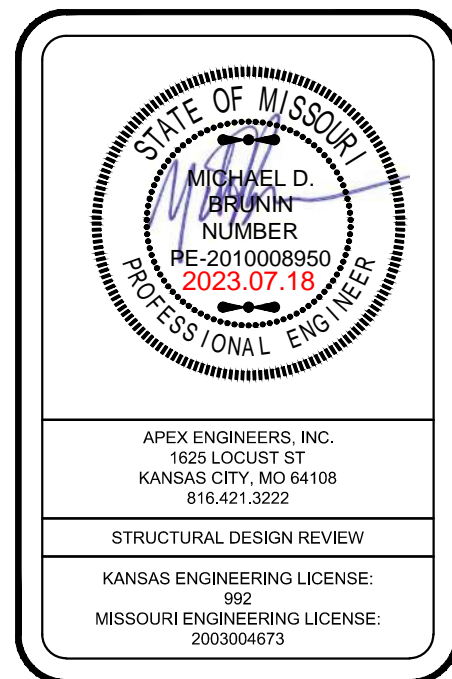 STATE OF MISSOURI
MICHAEL D.
BRUNIN
NUMBER
PE-2010008950
2023.07.18
PROFESSIONAL ENGINEER
APEX ENGINEERS, INC.
1625 LOCUST ST
KANSAS CITY, MO 64108
816.421.3222
STRUCTURAL DESIGN REVIEW
KANSAS ENGINEERING LICENSE:
992
MISSOURI ENGINEERING LICENSE:
2003004673